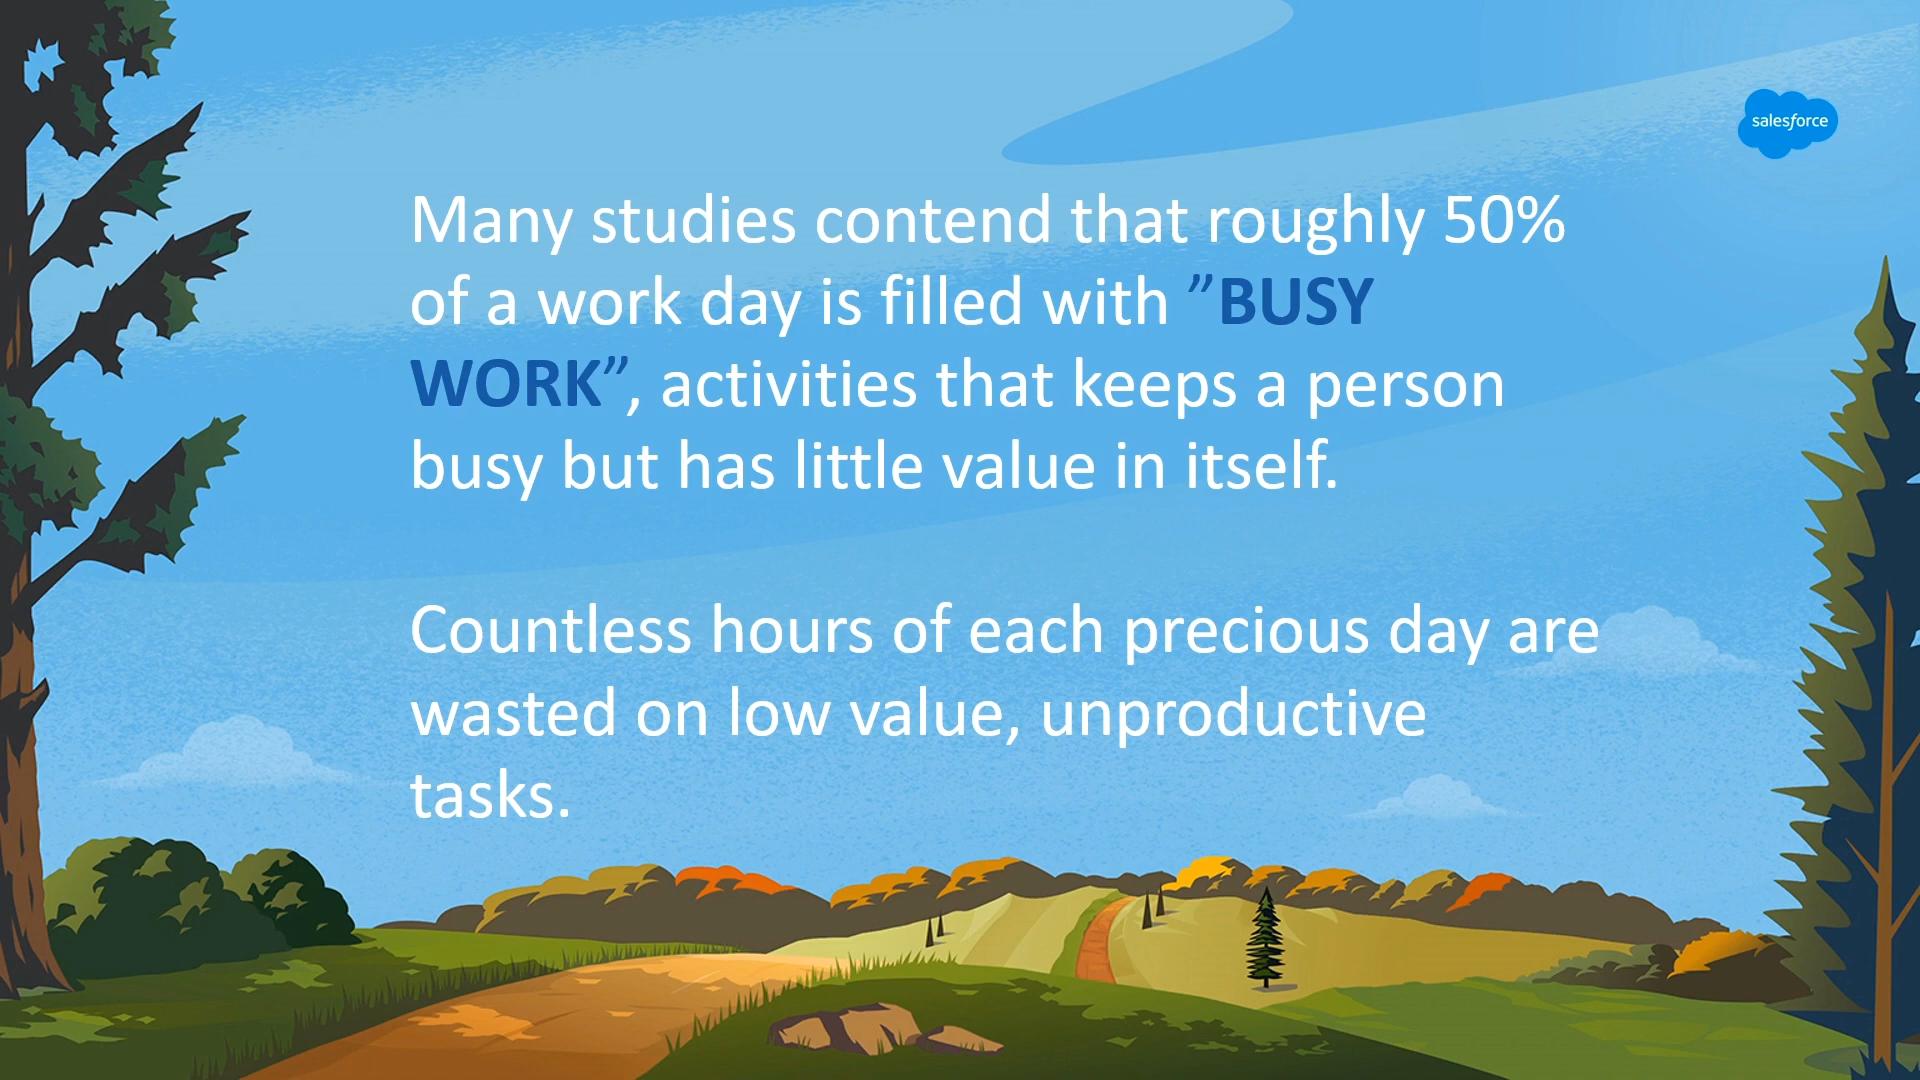 salesforce
Many studies contend that roughly 50%
of a work day is filled with ”BUSY
WORK”, activities that keeps a person
busy but has little value in itself.
Countless hours of each precious day are
wasted on low value, unproductive
tasks.